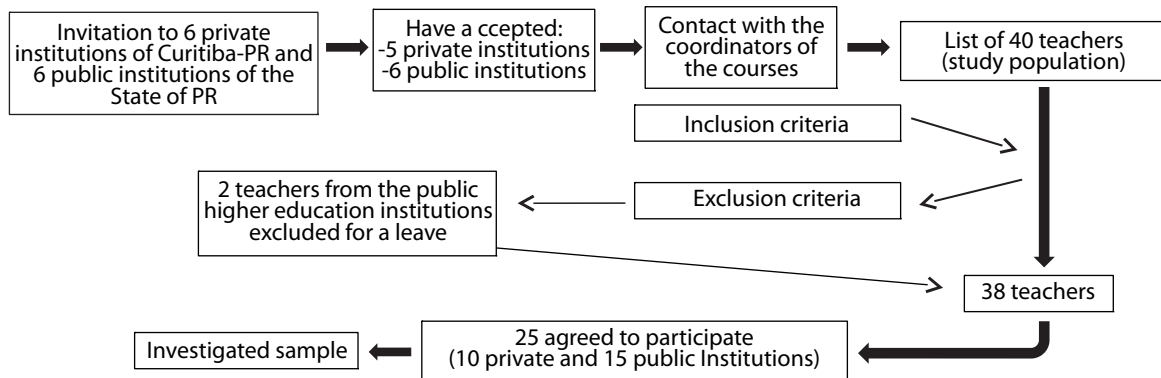 Invitation to 6 private
institutions of Curitiba-PR and
6 public institutions of the
State of PR
Have a ccepted:
-5 private institutions
-6 public institutions
Contact with the
coordinators of
the courses
List of 40 teachers
(study population)
Inclusion criteria
2 teachers from the public
higher education institutions
excluded for a leave
Exclusion criteria
38 teachers
25 agreed to participate
(10 private and 15 public Institutions)
Investigated sample